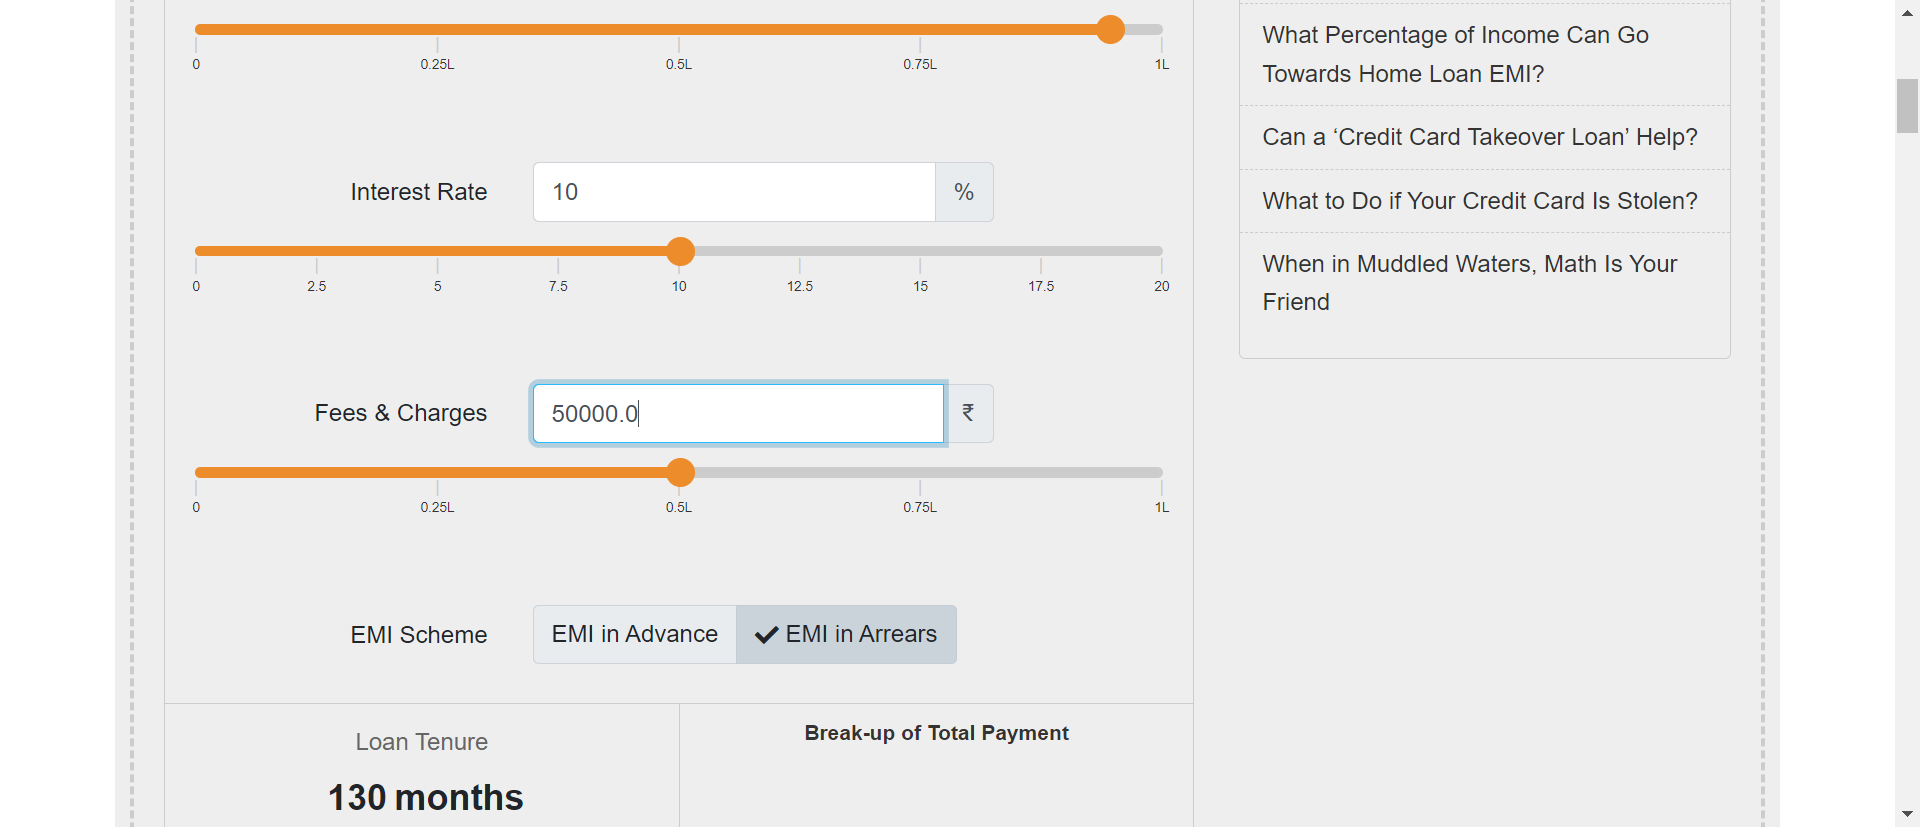 0 0.25L 0.5L 0.75L 1L
Interest Rate 10 %
0 2.5 5 7.5 10 12.5 15 17.5 20
Fees & Charges 50000.0 ₹
0 0.25L 0.5L 0.75L 1L
EMI Scheme EMI in Advance EMI in Arrears
Loan Tenure
130 months
Break-up of Total Payment
What Percentage of Income Can Go
Towards Home Loan EMI?
Can a ‘Credit Card Takeover Loan’ Help?
What to Do if Your Credit Card Is Stolen?
When in Muddled Waters, Math Is Your
Friend